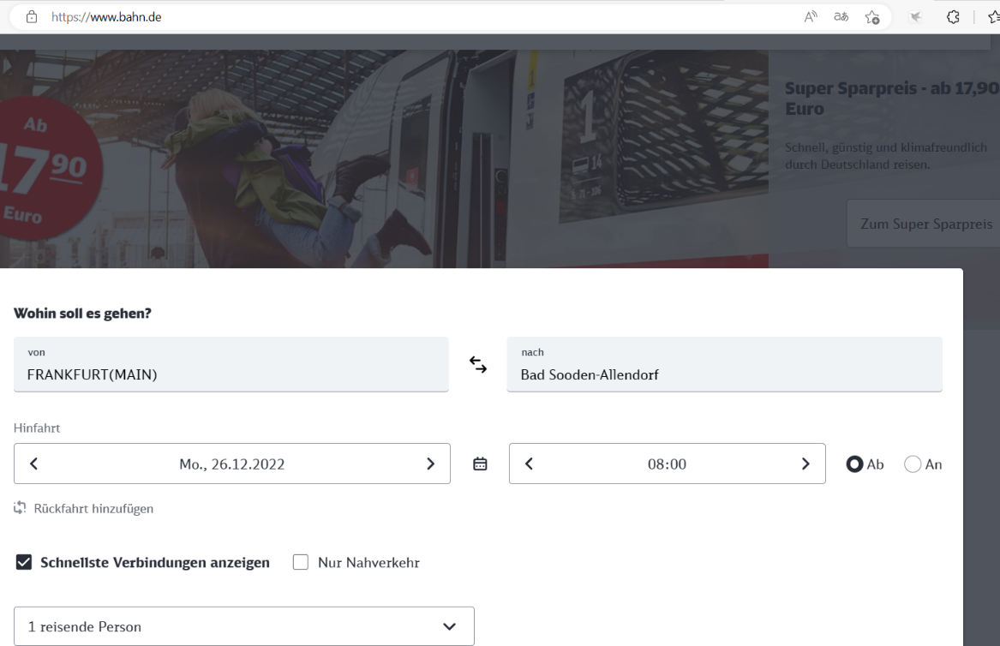 https://www.bahn.de
Super Sparpreis - ab 17,90
Euro
Ab
17 90
Euro
1
14
Schnell, günstig und klimafreundlich
durch Deutschland reisen.
Zum Super Sparpreis
Wohin soll es gehen?
von
FRANKFURT(MAIN)
nach
Bad Sooden-Allendorf
Hinfahrt
Mo., 26.12.2022
08:00
Ab
An
Rückfahrt hinzufügen
Schnellste Verbindungen anzeigen
Nur Nahverkehr
1 reisende Person